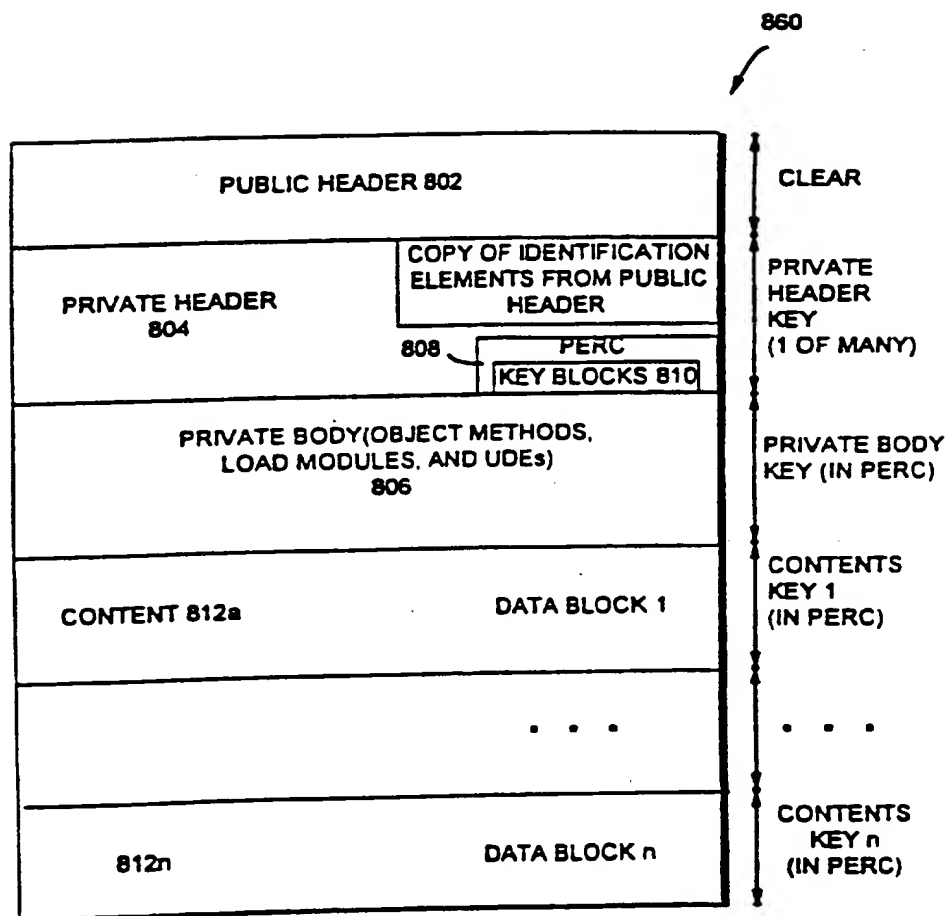 860
PUBLIC HEADER 802
CLEAR
PRIVATE HEADER
804
COPY OF IDENTIFICATION
ELEMENTS FROM PUBLIC
HEADER
808
PERC
KEY BLOCKS 810
PRIVATE
HEADER
KEY
(1 OF MANY)
PRIVATE BODY(OBJECT METHODS,
LOAD MODULES, AND UDEs)
806
PRIVATE BODY
KEY (IN PERC)
CONTENT 812a
DATA BLOCK 1
CONTENTS
KEY 1
(IN PERC)
. . .
. . .
812n
DATA BLOCK n
CONTENTS
KEY n
(IN PERC)